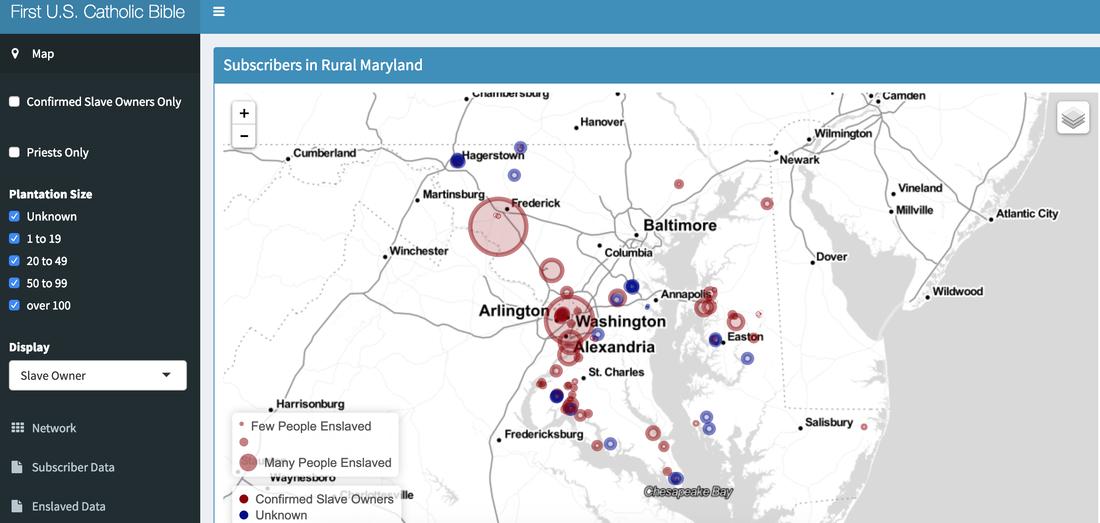 First U.S. Catholic Bible
Map
Confirmed Slave Owners Only
Priests Only
Plantation Size
Unknown
1 to 19
20 to 49
50 to 99
over 100
Display
Slave Owner
Network
Subscriber Data
Enslaved Data
Subscribers in Rural Maryland
+
−
Chambersburg
Camden
Hanover
Wilmington
Cumberland
Hagerstown
Newark
Martinsburg
Frederick
Vineland
Millville
Atlantic City
Baltimore
Winchester
Columbia
Dover
Annapolis
Wildwood
Arlington
Washington
Easton
Alexandria
St. Charles
Harrisonburg
Salisbury
Fredericksburg
Few People Enslaved
Many People Enslaved
Waynesboro
Chesapeake Bay
Confirmed Slave Owners
Unknown